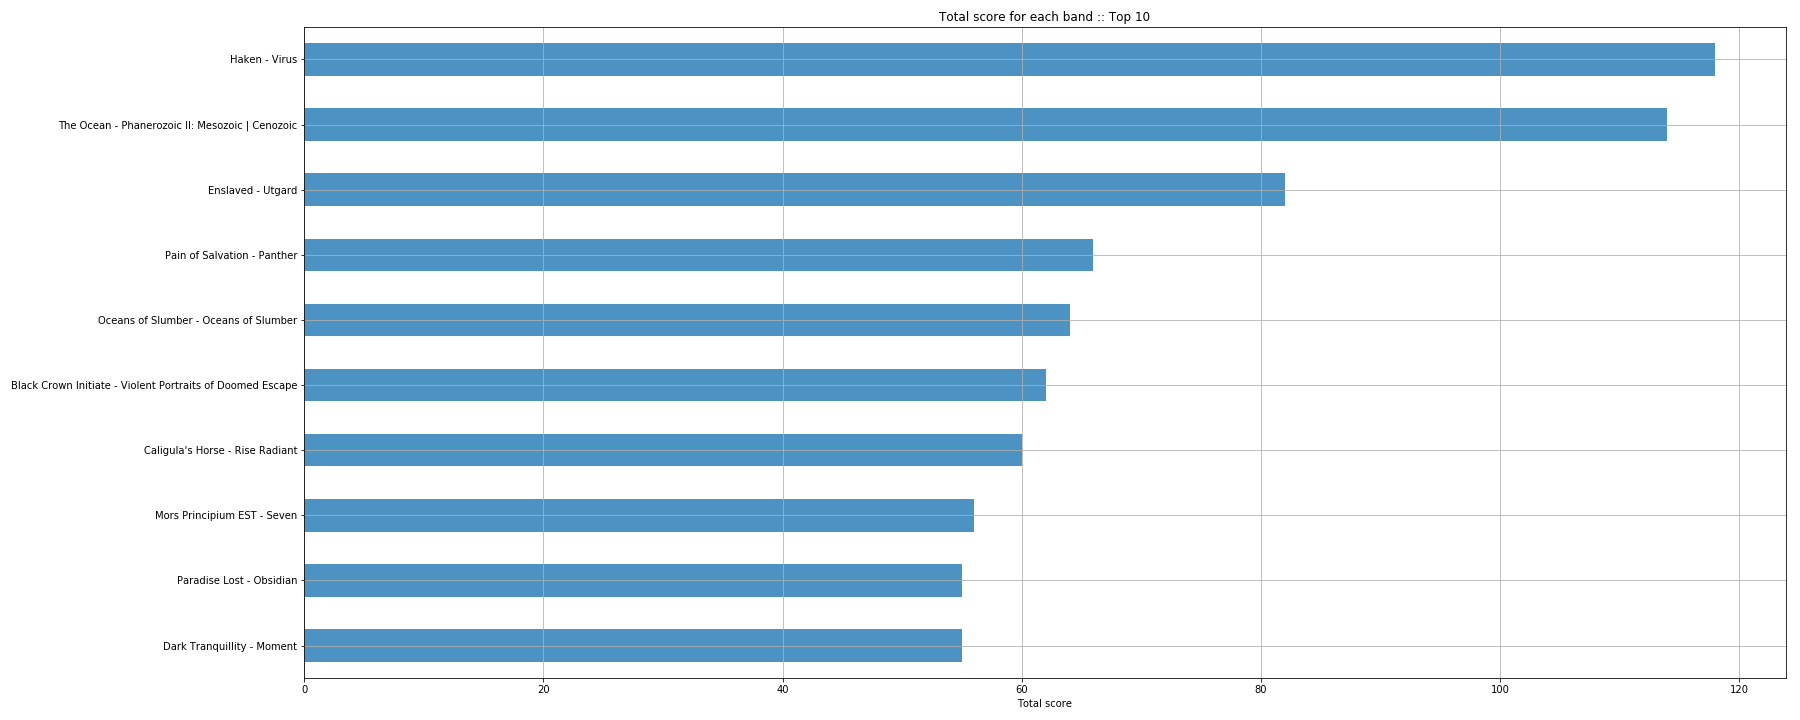 Total score for each band :: Top 10
Haken - Virus
The Ocean - Phanerozoic II: Mesozoic | Cenozoic
Enslaved - Utgard
Pain of Salvation - Panther
Oceans of Slumber - Oceans of Slumber
Black Crown Initiate - Violent Portraits of Doomed Escape
Caligula's Horse - Rise Radiant
Mors Principium EST - Seven
Paradise Lost - Obsidian
Dark Tranquillity - Moment
0 20 40 60 80 100 120
Total score